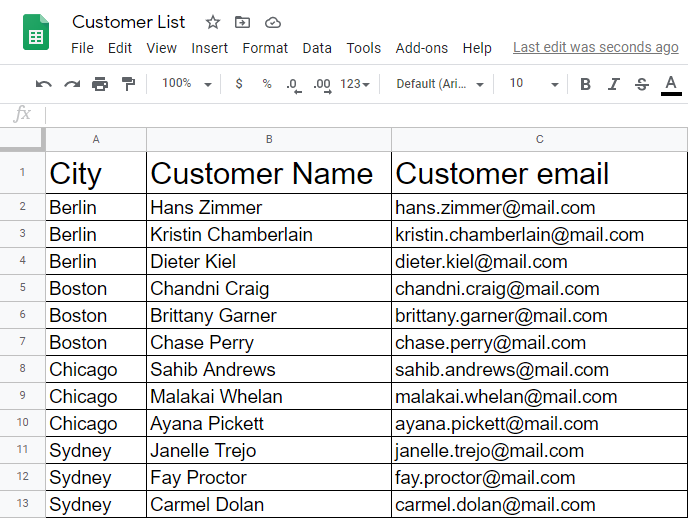 Customer List
File Edit View Insert Format Data Tools Add-ons Help Last edit was seconds ago
100% $ % .0 .00 123 Default (Ari... 10 B I S A
fx
A B C
1 City Customer Name Customer email
2 Berlin Hans Zimmer hans.zimmer@mail.com
3 Berlin Kristin Chamberlain kristin.chamberlain@mail.com
4 Berlin Dieter Kiel dieter.kiel@mail.com
5 Boston Chandni Craig chandni.craig@mail.com
6 Boston Brittany Garner brittany.garner@mail.com
7 Boston Chase Perry chase.perry@mail.com
8 Chicago Sahib Andrews sahib.andrews@mail.com
9 Chicago Malakai Whelan malakai.whelan@mail.com
10 Chicago Ayana Pickett ayana.pickett@mail.com
11 Sydney Janelle Trejo janelle.trejo@mail.com
12 Sydney Fay Proctor fay.proctor@mail.com
13 Sydney Carmel Dolan carmel.dolan@mail.com